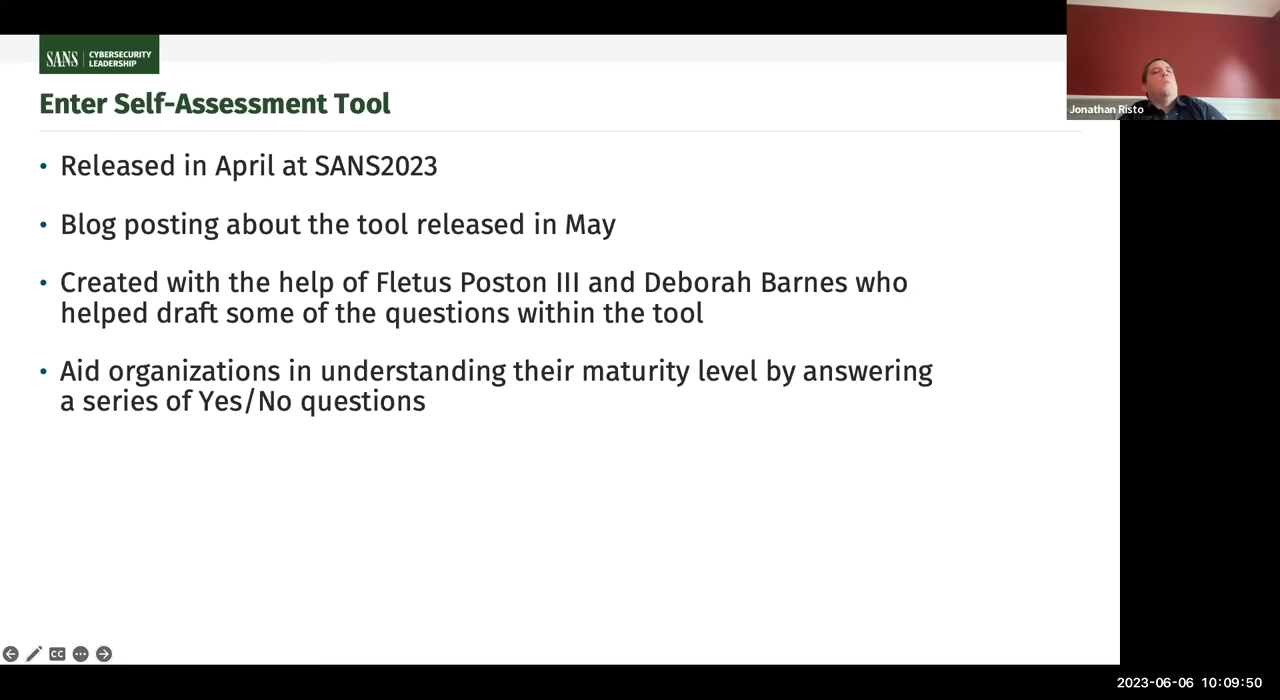 SANS | CYBERSECURITY
LEADERSHIP
Enter Self-Assessment Tool
• Released in April at SANS2023
• Blog posting about the tool released in May
• Created with the help of Fletus Poston III and Deborah Barnes who
helped draft some of the questions within the tool
• Aid organizations in understanding their maturity level by answering
a series of Yes/No questions
Jonathan Risto
CC
2023-06-06 10:09:50